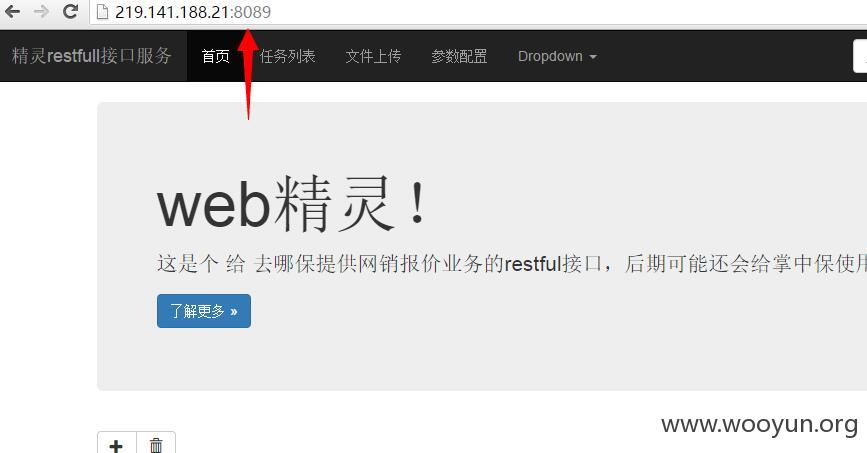 219.141.188.21:8089
精灵restfull接口服务 首页 任务列表 文件上传 参数配置 Dropdown
web精灵！
这是个 给 去哪保提供网销报价业务的restful接口，后期可能还会给掌中保使用
了解更多 »
www.wooyun.org